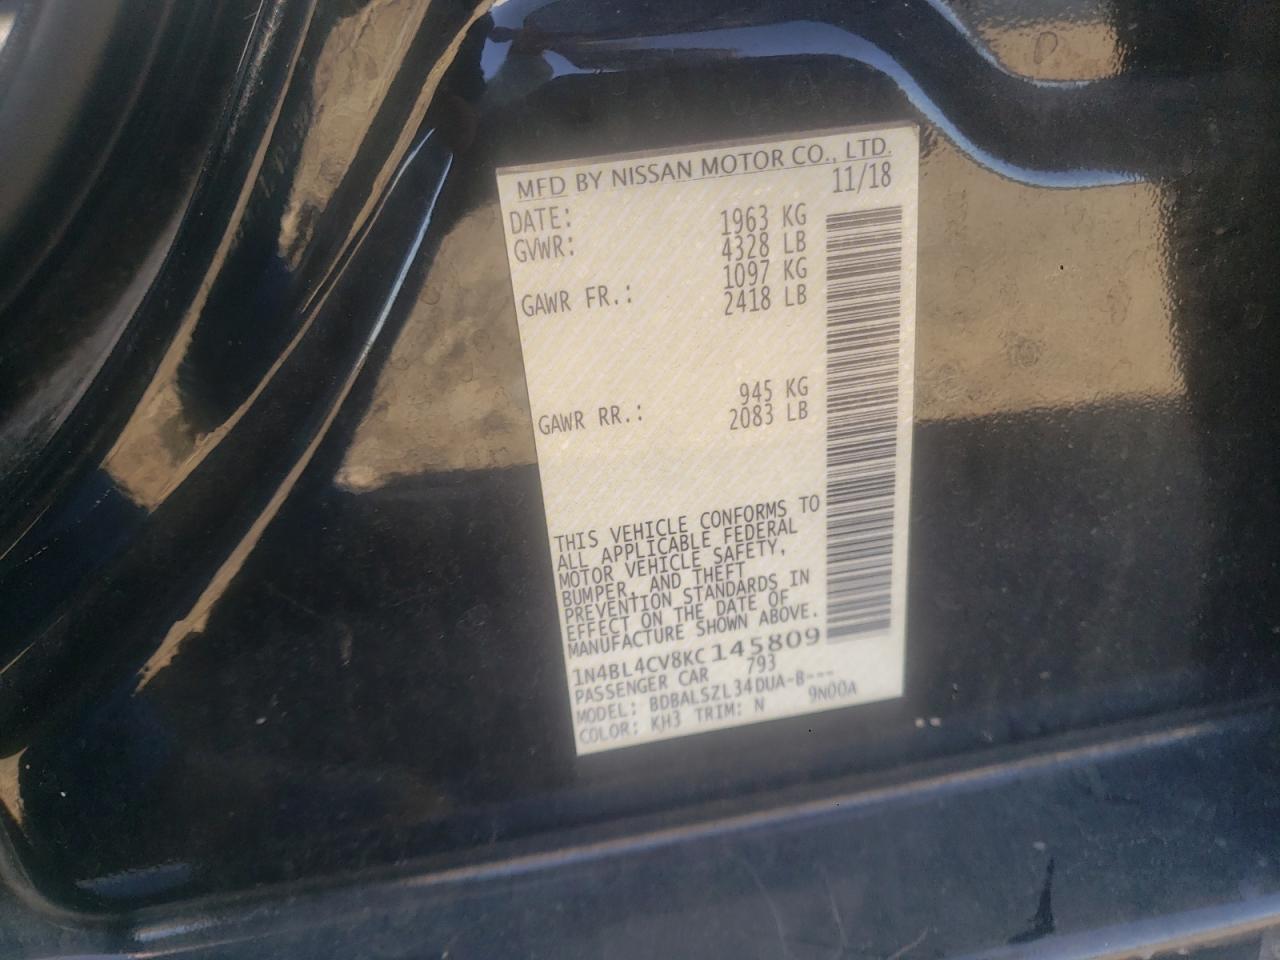 MFD BY NISSAN MOTOR CO., LTD.
DATE: 11/18
GVWR: 1963 KG
4328 LB
GAWR FR.: 1097 KG
2418 LB
GAWR RR.: 945 KG
2083 LB
THIS VEHICLE CONFORMS TO
ALL APPLICABLE FEDERAL
MOTOR VEHICLE SAFETY,
BUMPER, AND THEFT
PREVENTION STANDARDS IN
EFFECT ON THE DATE OF
MANUFACTURE SHOWN ABOVE.
1N4BL4CV8KC145809
PASSENGER CAR 793
MODEL: BDBALSZL34DUA-B---
COLOR: KH3 TRIM: N 9N00A